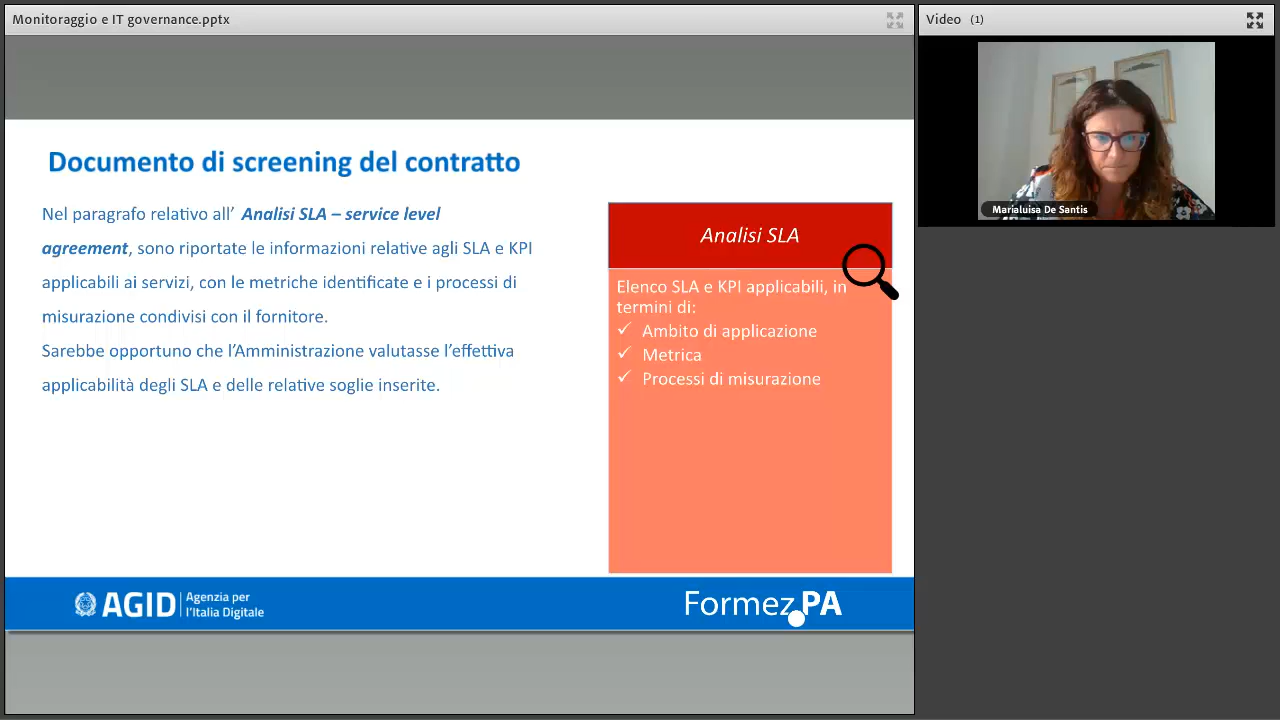 Monitoraggio e IT governance.pptx
Video (1)
Marialuisa De Santis
Documento di screening del contratto
Nel paragrafo relativo all’ Analisi SLA – service level
agreement, sono riportate le informazioni relative agli SLA e KPI
applicabili ai servizi, con le metriche identificate e i processi di
misurazione condivisi con il fornitore.
Sarebbe opportuno che l’Amministrazione valutasse l’effettiva
applicabilità degli SLA e delle relative soglie inserite.
Analisi SLA
Elenco SLA e KPI applicabili, in
termini di:
✓ Ambito di applicazione
✓ Metrica
✓ Processi di misurazione
AGID
Agenzia per
l’Italia Digitale
Formez.PA